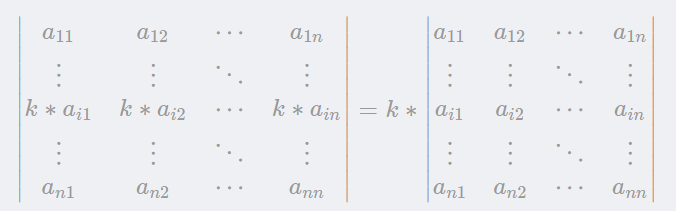 | a₁₁ a₁₂ ⋯ a₁ₙ | | a₁₁ a₁₂ ⋯ a₁ₙ |
| ⋮ ⋮ ⋱ ⋮ | | ⋮ ⋮ ⋱ ⋮ |
| k * aᵢ₁ k * aᵢ₂ ⋯ k * aᵢₙ | = k * | aᵢ₁ aᵢ₂ ⋯ aᵢₙ |
| ⋮ ⋮ ⋱ ⋮ | | ⋮ ⋮ ⋱ ⋮ |
| aₙ₁ aₙ₂ ⋯ aₙₙ | | aₙ₁ aₙ₂ ⋯ aₙₙ |